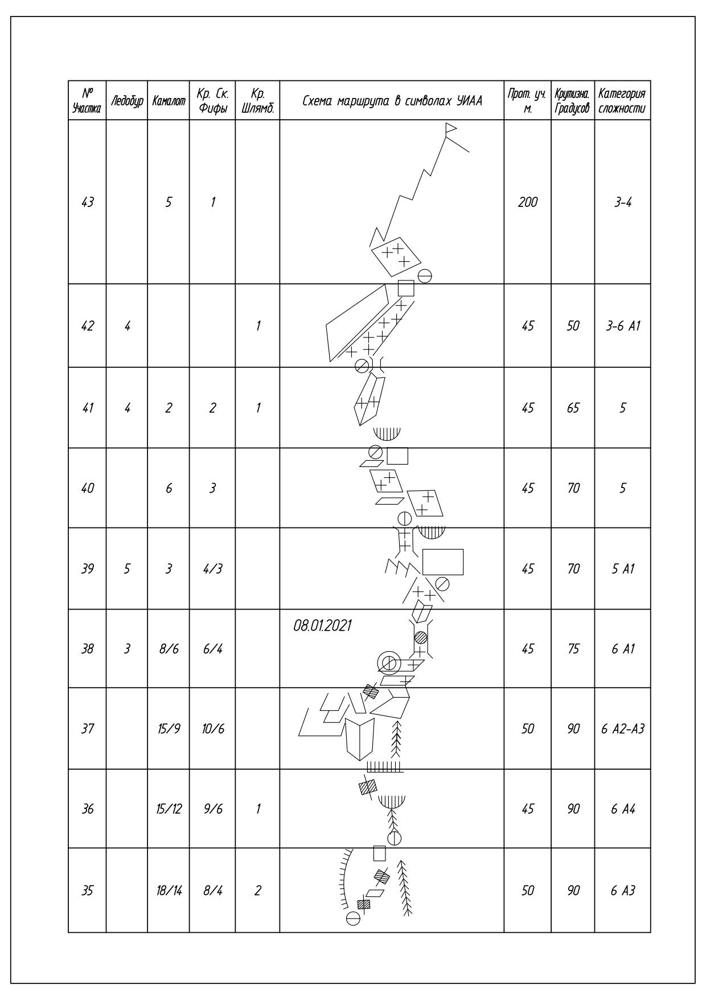 № Участка Ледобур Камалот Кр. Ск. Фифы Кр. Шлямб. Схема маршрута в символах УИАА Прот. уч. м. Крутизна. Градусов Категория сложности
43 5 1 200 3-4
42 4 1 45 50 3-6 А1
41 4 2 2 1 45 65 5
40 6 3 45 70 5
39 5 3 4/3 45 70 5 А1
08.01.2021
38 3 8/6 6/4 45 75 6 А1
37 15/9 10/6 50 90 6 А2-А3
36 15/12 9/6 1 45 90 6 А4
35 18/14 8/4 2 50 90 6 А3